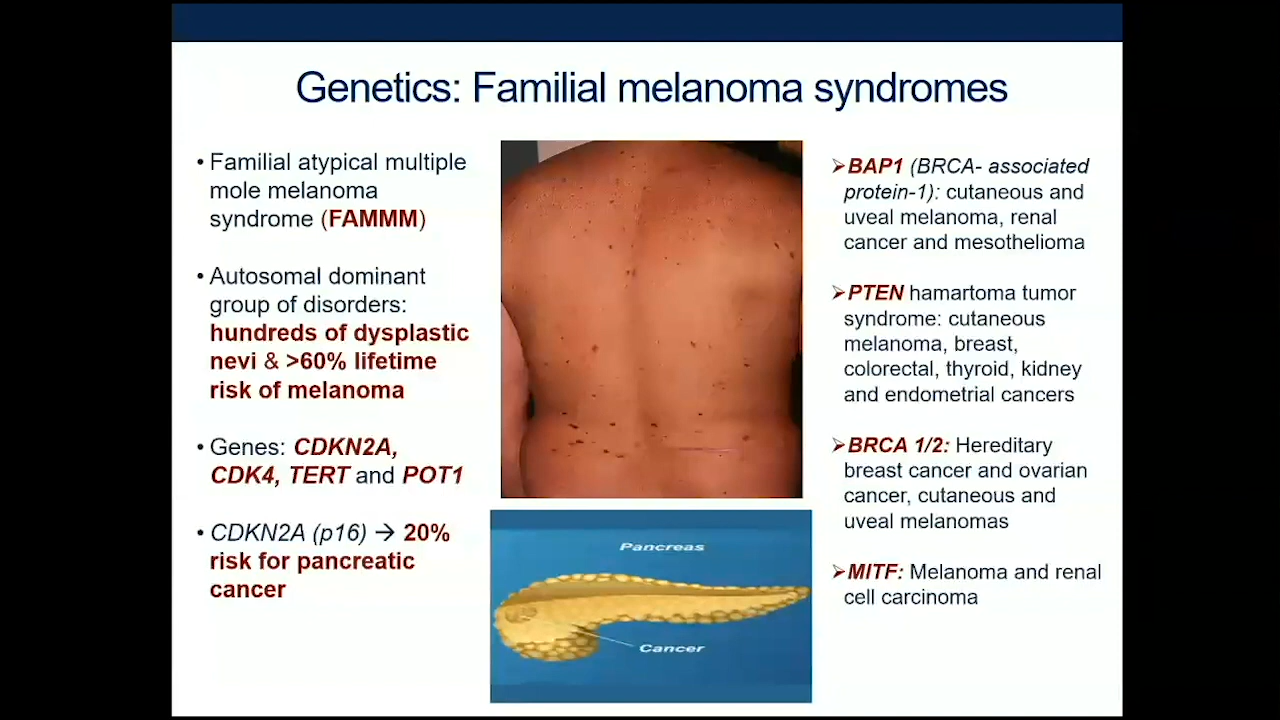 Genetics: Familial melanoma syndromes
• Familial atypical multiple
mole melanoma
syndrome (FAMMM)
• Autosomal dominant
group of disorders:
hundreds of dysplastic
nevi & >60% lifetime
risk of melanoma
• Genes: CDKN2A,
CDK4, TERT and POT1
• CDKN2A (p16) → 20%
risk for pancreatic
cancer
Pancreas
Cancer
➢BAP1 (BRCA- associated
protein-1): cutaneous and
uveal melanoma, renal
cancer and mesothelioma
➢PTEN hamartoma tumor
syndrome: cutaneous
melanoma, breast,
colorectal, thyroid, kidney
and endometrial cancers
➢BRCA 1/2: Hereditary
breast cancer and ovarian
cancer, cutaneous and
uveal melanomas
➢MITF: Melanoma and renal
cell carcinoma